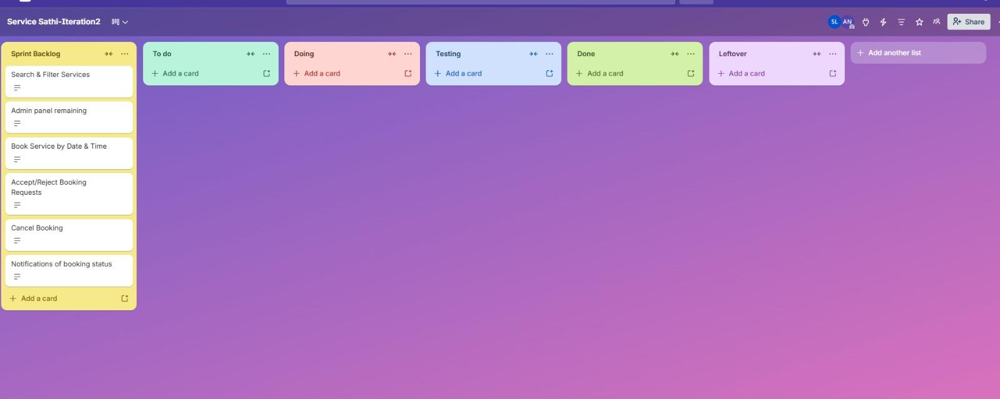 Service Sathi-Iteration2
SL AN
Share
Sprint Backlog
Search & Filter Services
Admin panel remaining
Book Service by Date & Time
Accept/Reject Booking
Requests
Cancel Booking
Notifications of booking status
Add a card
To do
Add a card
Doing
Add a card
Testing
Add a card
Done
Add a card
Leftover
Add a card
Add another list